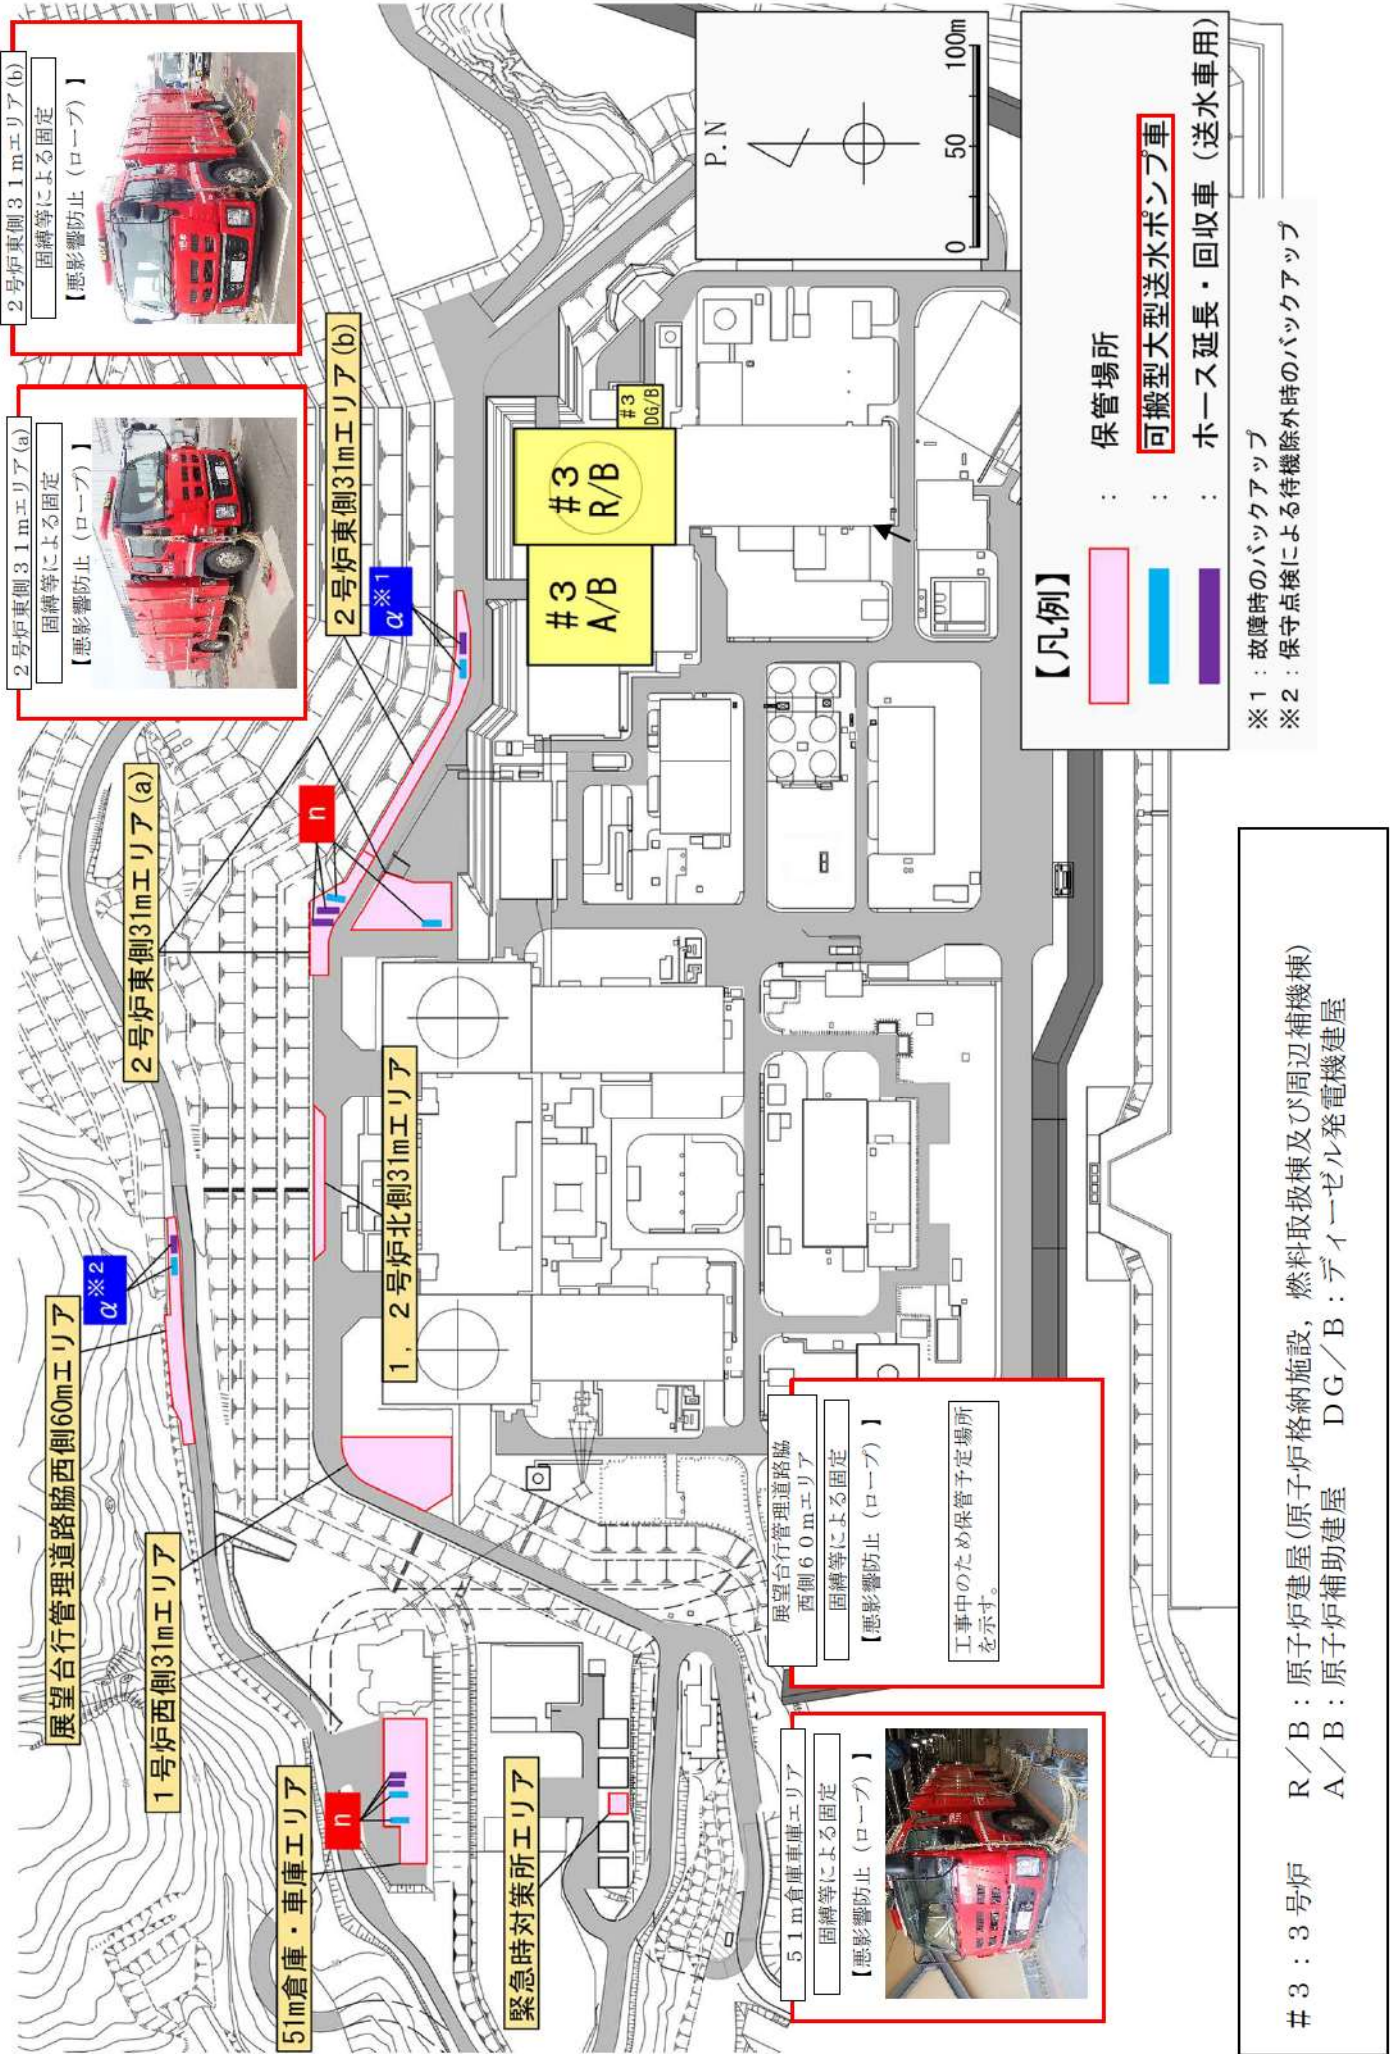 ２号炉東側３１ｍエリア(a)
固縛等による固定
【悪影響防止（ロープ）】
２号炉東側３１ｍエリア(b)
固縛等による固定
【悪影響防止（ロープ）】
展望台行管理道路脇西側60mエリア
α※2
２号炉東側31mエリア(a)
２号炉東側31mエリア(b)
１号炉西側31mエリア
n
α※1
51m倉庫・車庫エリア
n
１，２号炉北側31mエリア
緊急時対策所エリア
#3
A/B
#3
R/B
#3
DG/B
P.N
0
50
100m
５１ｍ倉庫車庫エリア
固縛等による固定
【悪影響防止（ロープ）】
展望台行管理道路脇
西側６０ｍエリア
固縛等による固定
【悪影響防止（ロープ）】
工事中のため保管予定場所
を示す。
【凡例】
：保管場所
：可搬型大型送水ポンプ車
：ホース延長・回収車（送水車用）
※１：故障時のバックアップ
※２：保守点検による待機除外時のバックアップ
＃３：３号炉　Ｒ／Ｂ：原子炉建屋(原子炉格納施設，燃料取扱棟及び周辺補機棟)
Ａ／Ｂ：原子炉補助建屋　ＤＧ／Ｂ：ディーゼル発電機建屋